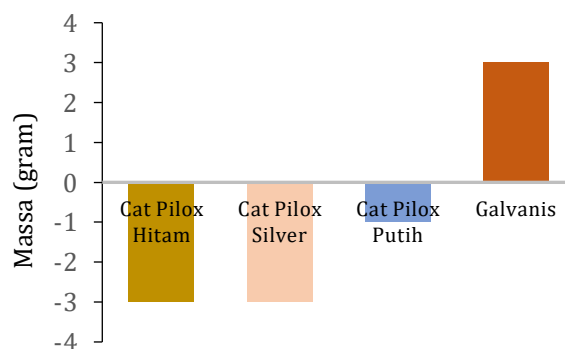 4
3
2
1
0
-1
-2
-3
-4
Massa (gram)
Cat Pilox
Hitam
Cat Pilox
Silver
Cat Pilox
Putih
Galvanis